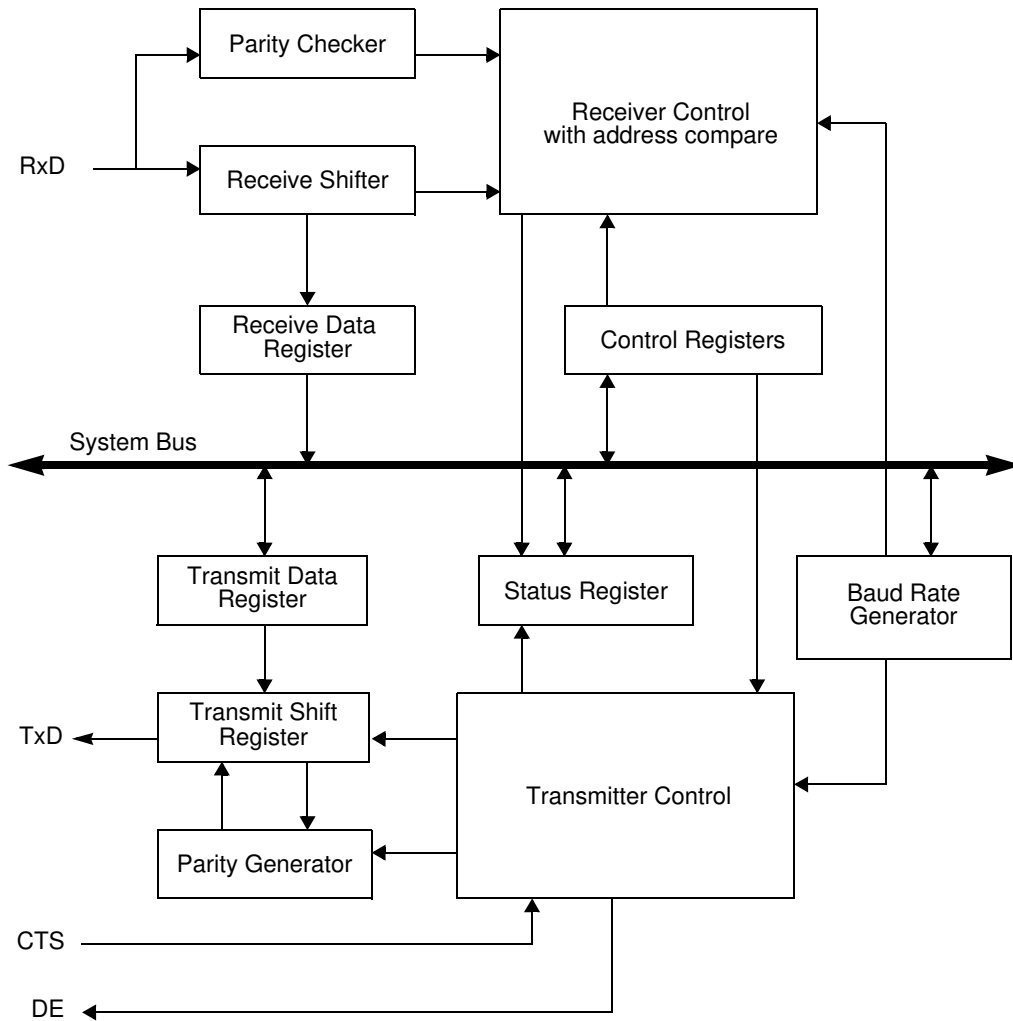 Parity Checker
Receiver Control
with address compare
RxD
Receive Shifter
Receive Data
Register
Control Registers
System Bus
Transmit Data
Register
Status Register
Baud Rate
Generator
Transmit Shift
Register
TxD
Transmitter Control
Parity Generator
CTS
DE